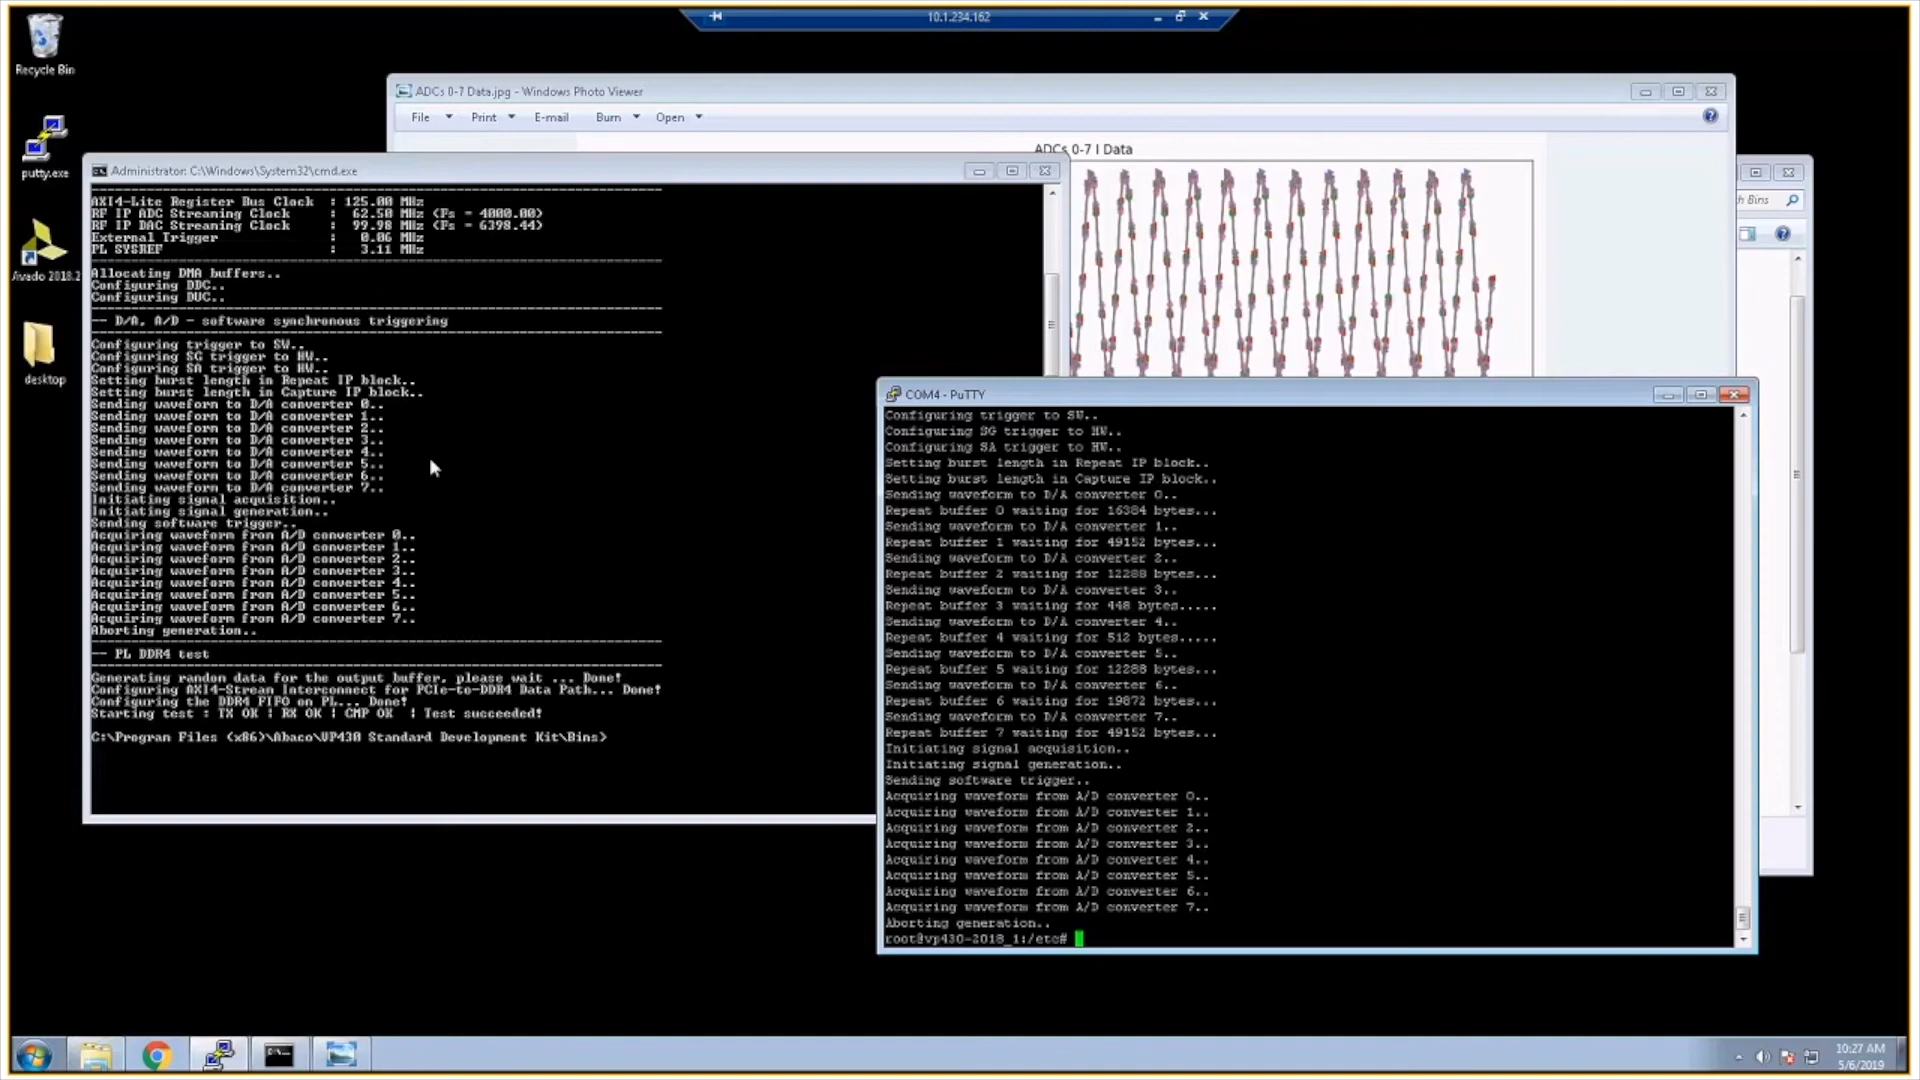 10.1.234.162
Recycle Bin
putty.exe
desktop
ADCs 0-7 Data.jpg - Windows Photo Viewer
File Print E-mail Burn Open
ADCs 0-7 I Data
Administrator: C:\Windows\System32\cmd.exe
AXI4-Lite Register Bus Clock : 125.00 MHz
RF IP ADC Streaming Clock : 62.50 MHz (Fs = 4000.00)
RF IP DAC Streaming Clock : 99.98 MHz (Fs = 6398.44)
External Trigger : 0.06 MHz
PL SYSREF : 3.11 MHz
Allocating DMA buffers..
Configuring DDC..
Configuring DUC..
-- D/A, A/D - software synchronous triggering
Configuring trigger to SW..
Configuring SG trigger to HW..
Configuring SA trigger to HW..
Setting burst length in Repeat IP block..
Setting burst length in Capture IP block..
Sending waveform to D/A converter 0..
Sending waveform to D/A converter 1..
Sending waveform to D/A converter 2..
Sending waveform to D/A converter 3..
Sending waveform to D/A converter 4..
Sending waveform to D/A converter 5..
Sending waveform to D/A converter 6..
Sending waveform to D/A converter 7..
Initiating signal acquisition..
Initiating signal generation..
Sending software trigger..
Acquiring waveform from A/D converter 0..
Acquiring waveform from A/D converter 1..
Acquiring waveform from A/D converter 2..
Acquiring waveform from A/D converter 3..
Acquiring waveform from A/D converter 4..
Acquiring waveform from A/D converter 5..
Acquiring waveform from A/D converter 6..
Acquiring waveform from A/D converter 7..
Aborting generation..
-- PL DDR4 test
Generating random data for the output buffer, please wait ... Done!
Configuring AXI4-Stream Interconnect for PCIe-to-DDR4 Data Path... Done!
Configuring the DDR4 FIFO on PL... Done!
Starting test : TX OK | RX OK | CMP OK | Test succeeded!
C:\Program Files (x86)\Abaco\VP430 Standard Development Kit\Bins>
COM4 - PuTTY
Configuring trigger to SW..
Configuring SG trigger to HW..
Configuring SA trigger to HW..
Setting burst length in Repeat IP block..
Setting burst length in Capture IP block..
Sending waveform to D/A converter 0..
Repeat buffer 0 waiting for 16384 bytes...
Sending waveform to D/A converter 1..
Repeat buffer 1 waiting for 49152 bytes...
Sending waveform to D/A converter 2..
Repeat buffer 2 waiting for 12288 bytes...
Sending waveform to D/A converter 3..
Repeat buffer 3 waiting for 448 bytes.....
Sending waveform to D/A converter 4..
Repeat buffer 4 waiting for 512 bytes.....
Sending waveform to D/A converter 5..
Repeat buffer 5 waiting for 12288 bytes...
Sending waveform to D/A converter 6..
Repeat buffer 6 waiting for 19872 bytes...
Sending waveform to D/A converter 7..
Repeat buffer 7 waiting for 49152 bytes...
Initiating signal acquisition..
Initiating signal generation..
Sending software trigger..
Acquiring waveform from A/D converter 0..
Acquiring waveform from A/D converter 1..
Acquiring waveform from A/D converter 2..
Acquiring waveform from A/D converter 3..
Acquiring waveform from A/D converter 4..
Acquiring waveform from A/D converter 5..
Acquiring waveform from A/D converter 6..
Acquiring waveform from A/D converter 7..
Aborting generation..
root@vp430-2018_1:/etc#
Bins
10:27 AM
5/6/2019